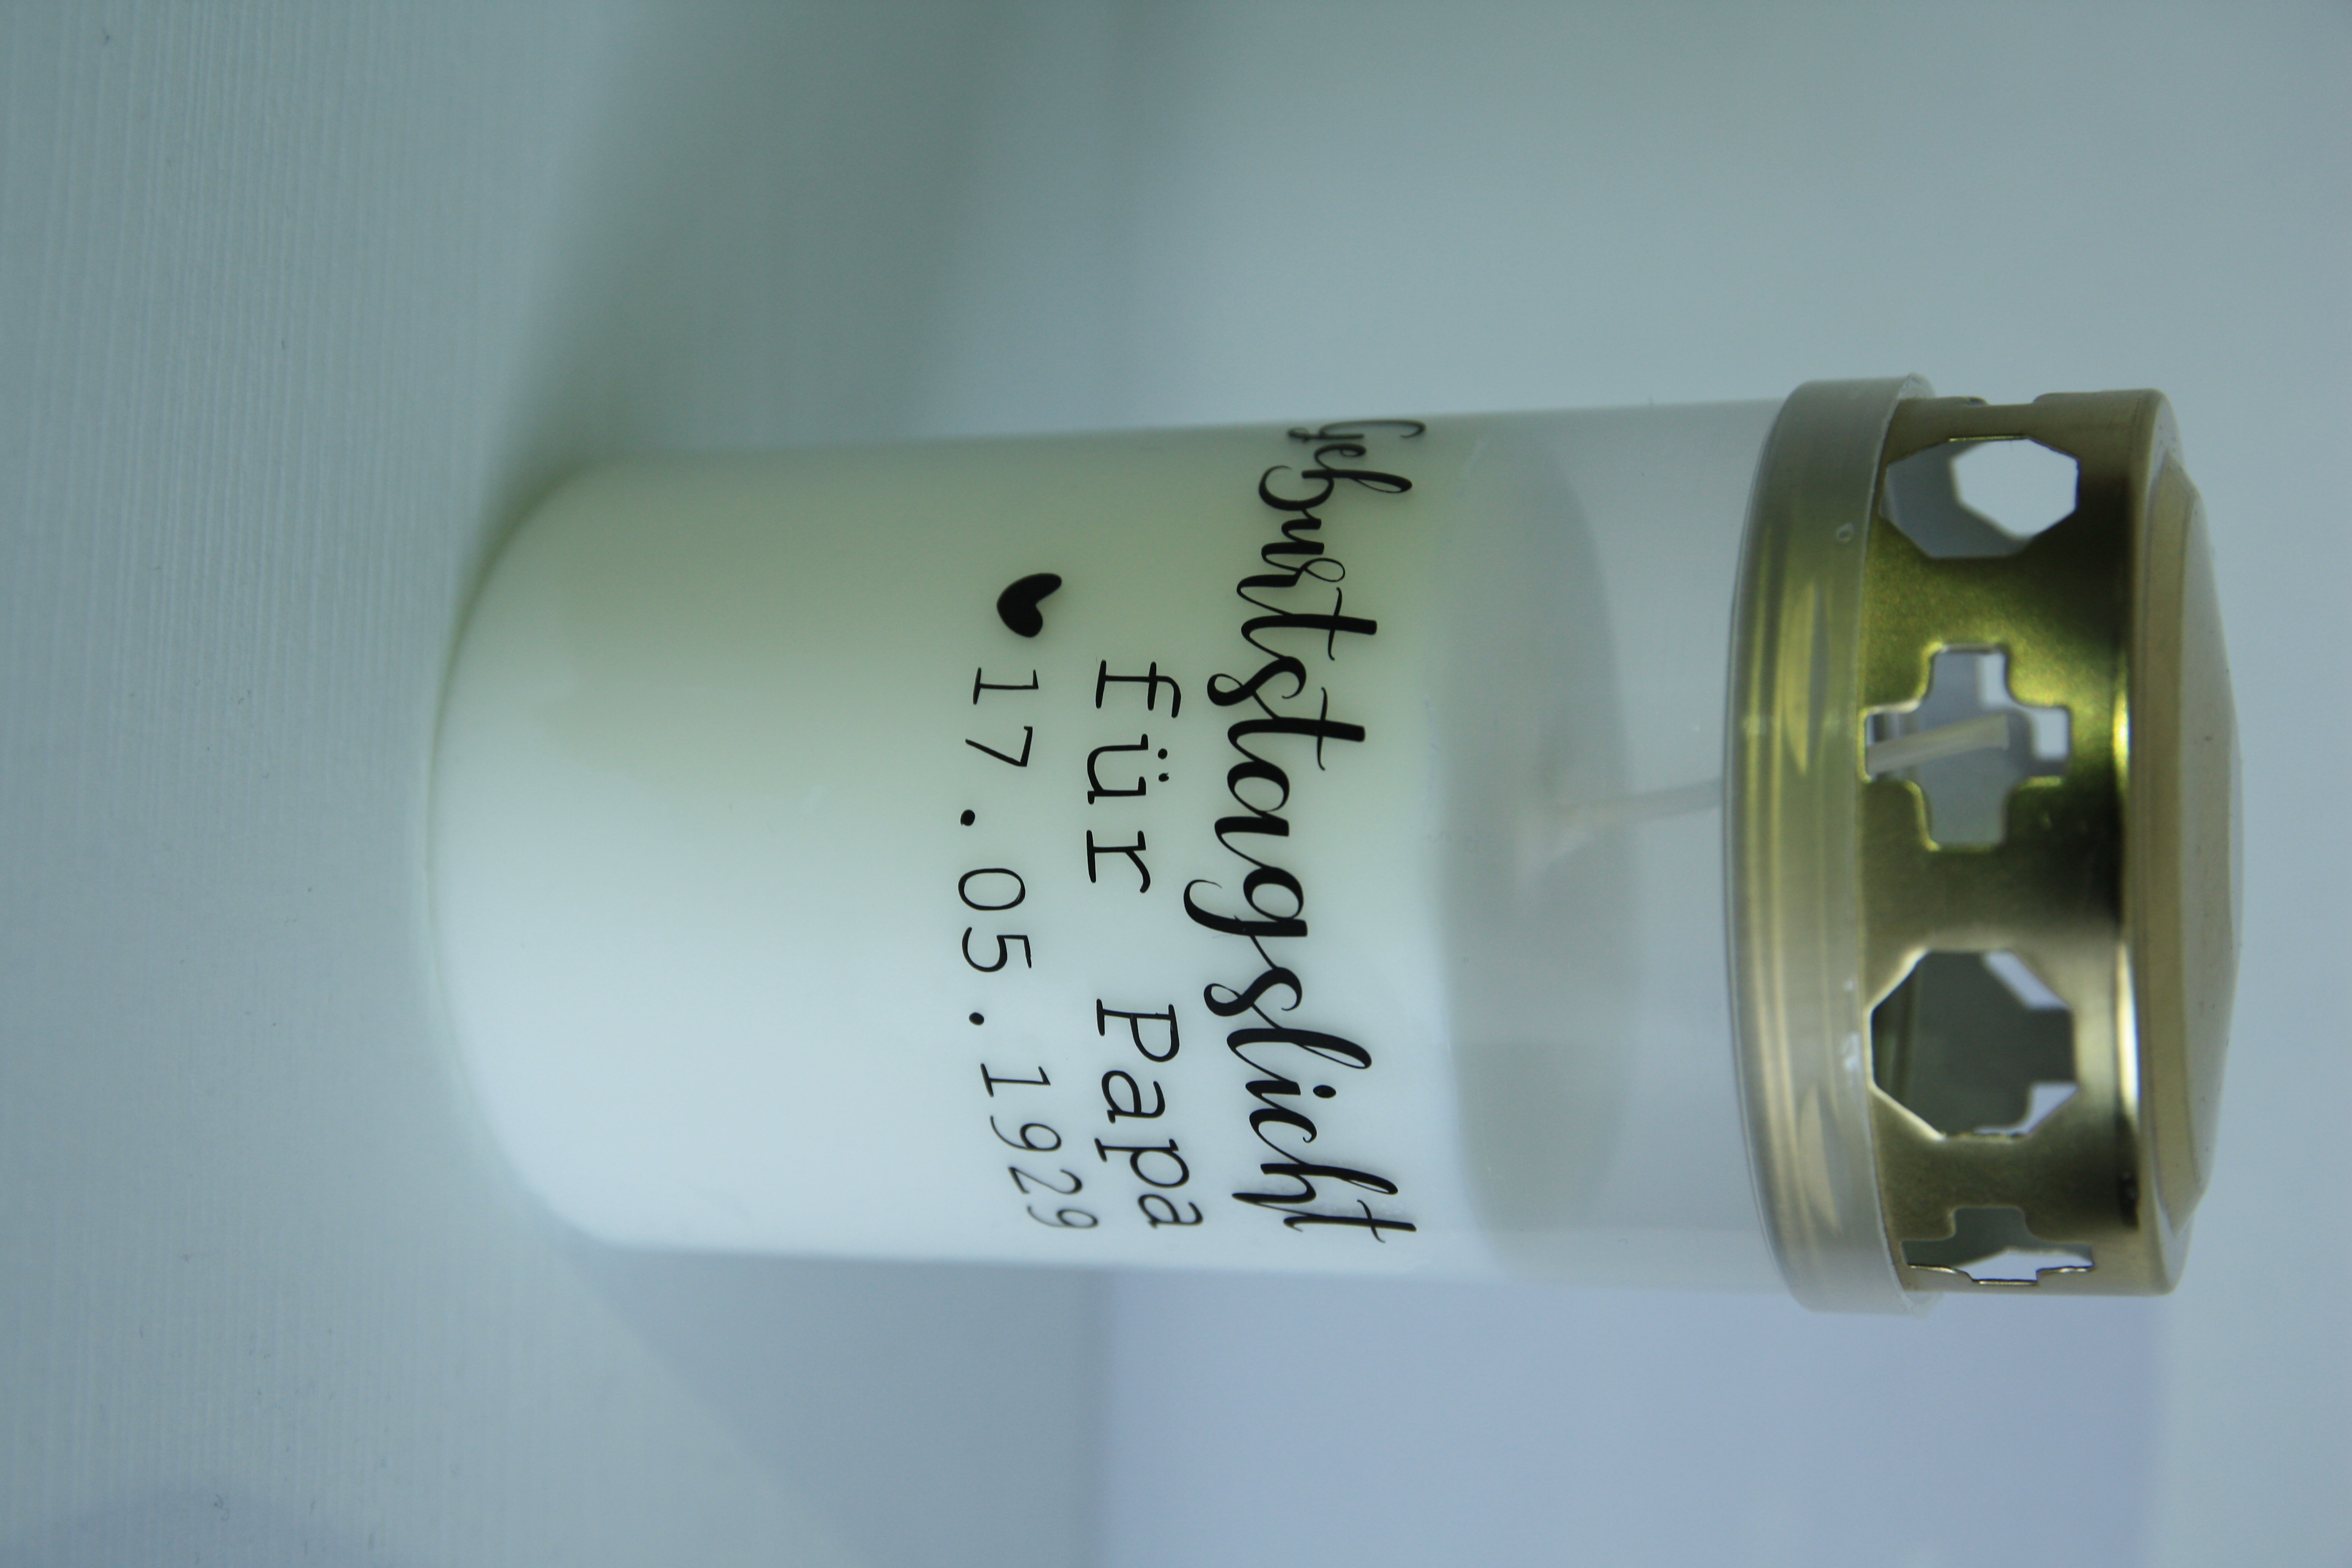 Geburtstagslicht
für Papa
♥ 17.05.1929